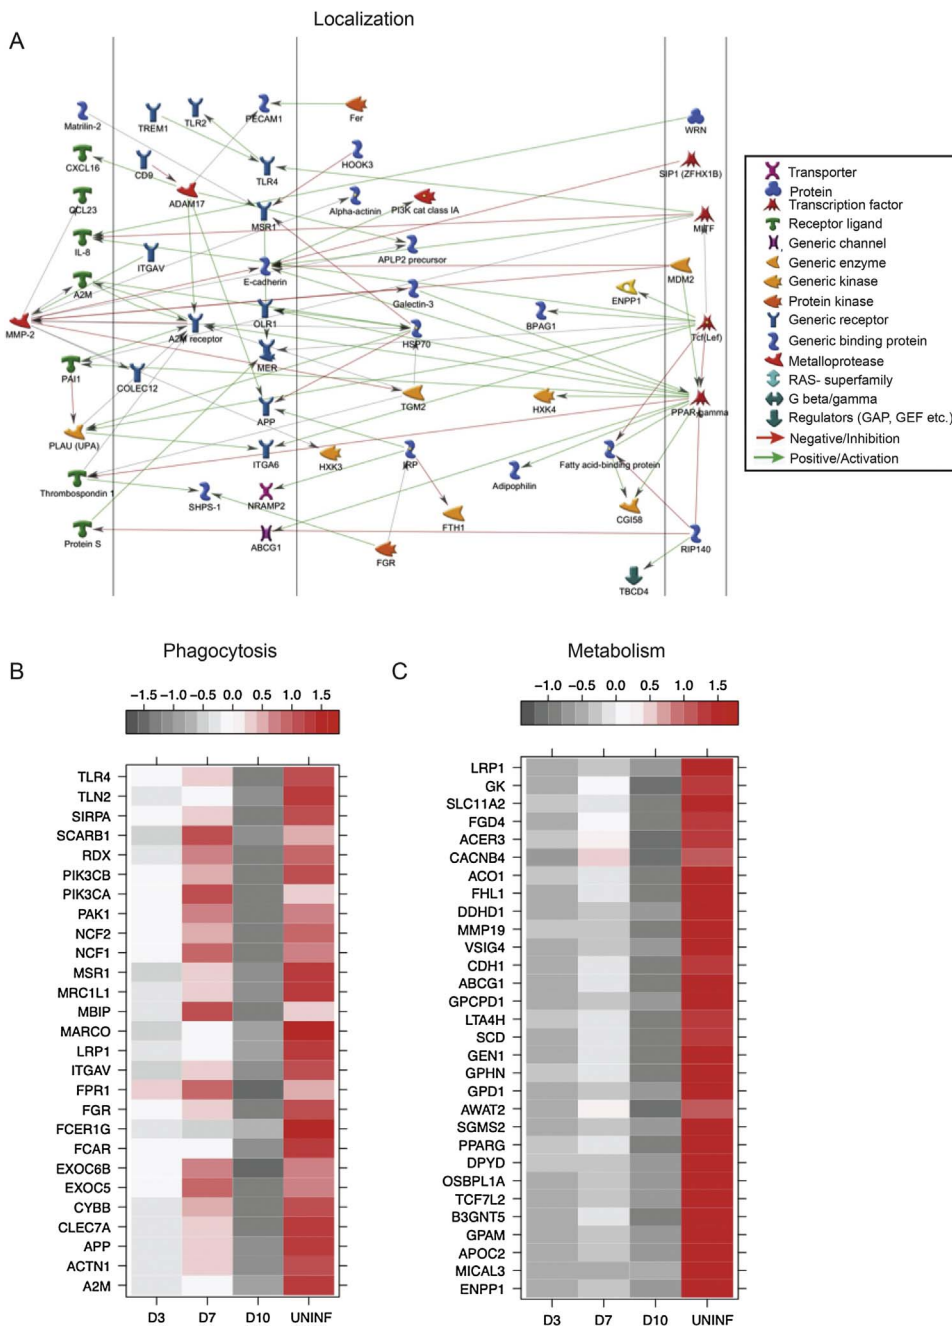 Localization
A
Matrilin-2
TREM1
TLR2
PECAM1
Fer
WRN
CXCL16
CD9
TLR4
HOOK3
SIP1 (ZFHX1B)
ADAM17
CCL23
MSR1
Alpha-actinin
PI3K cat class IA
MITF
IL-8
ITGAV
APLP2 precursor
E-cadherin
MDM2
A2M
Galectin-3
ENPP1
MMP-2
A2M receptor
OLR1
HSP70
BPAG1
Tcf(Lef)
PAI1
COLEC12
MER
TGM2
HXK4
PPAR-gamma
APP
PLAU (UPA)
ITGA6
HXK3
IRP
Fatty acid-binding protein
Adipophilin
Thrombospondin 1
SHPS-1
NRAMP2
FTH1
CGI58
Protein S
ABCG1
FGR
RIP140
TBCD4
Transporter
Protein
Transcription factor
Receptor ligand
Generic channel
Generic enzyme
Generic kinase
Protein kinase
Generic receptor
Generic binding protein
Metalloprotease
RAS- superfamily
G beta/gamma
Regulators (GAP, GEF etc.)
Negative/Inhibition
Positive/Activation
B
Phagocytosis
−1.5 −1.0 −0.5 0.0 0.5 1.0 1.5
TLR4
TLN2
SIRPA
SCARB1
RDX
PIK3CB
PIK3CA
PAK1
NCF2
NCF1
MSR1
MRC1L1
MBIP
MARCO
LRP1
ITGAV
FPR1
FGR
FCER1G
FCAR
EXOC6B
EXOC5
CYBB
CLEC7A
APP
ACTN1
A2M
D3 D7 D10 UNINF
C
Metabolism
−1.0 −0.5 0.0 0.5 1.0 1.5
LRP1
GK
SLC11A2
FGD4
ACER3
CACNB4
ACO1
FHL1
DDHD1
MMP19
VSIG4
CDH1
ABCG1
GPCPD1
LTA4H
SCD
GEN1
GPHN
GPD1
AWAT2
SGMS2
PPARG
DPYD
OSBPL1A
TCF7L2
B3GNT5
GPAM
APOC2
MICAL3
ENPP1
D3 D7 D10 UNINF